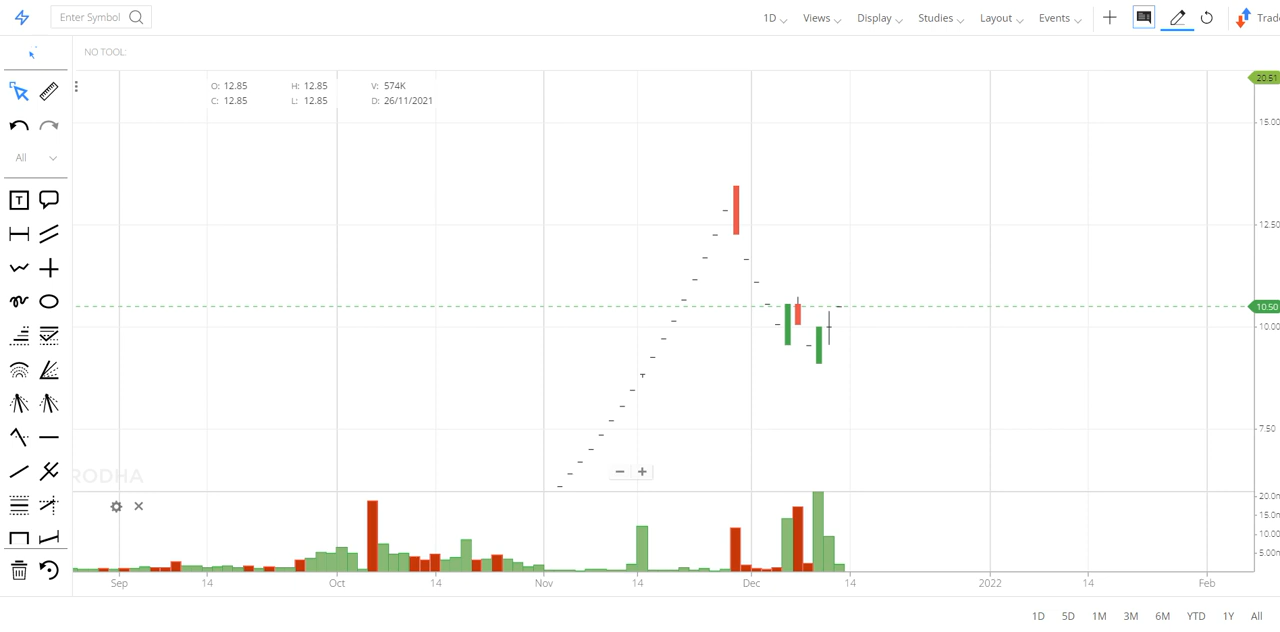 Enter Symbol
1D Views Display Studies Layout Events Trade
NO TOOL:
O: 12.85 H: 12.85 V: 574K
C: 12.85 L: 12.85 D: 26/11/2021
All
T
20.51
15.00
12.50
10.50
10.00
7.50
RODHA
20.0m
15.0m
10.00
5.000
Sep 14 Oct 14 Nov 14 Dec 14 2022 14 Feb
1D 5D 1M 3M 6M YTD 1Y All